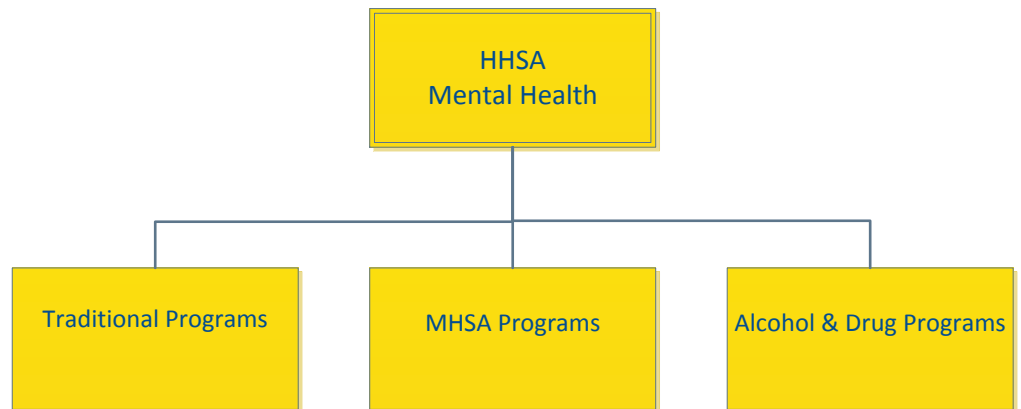 HHSA
Mental Health
Traditional Programs
MHSA Programs
Alcohol & Drug Programs